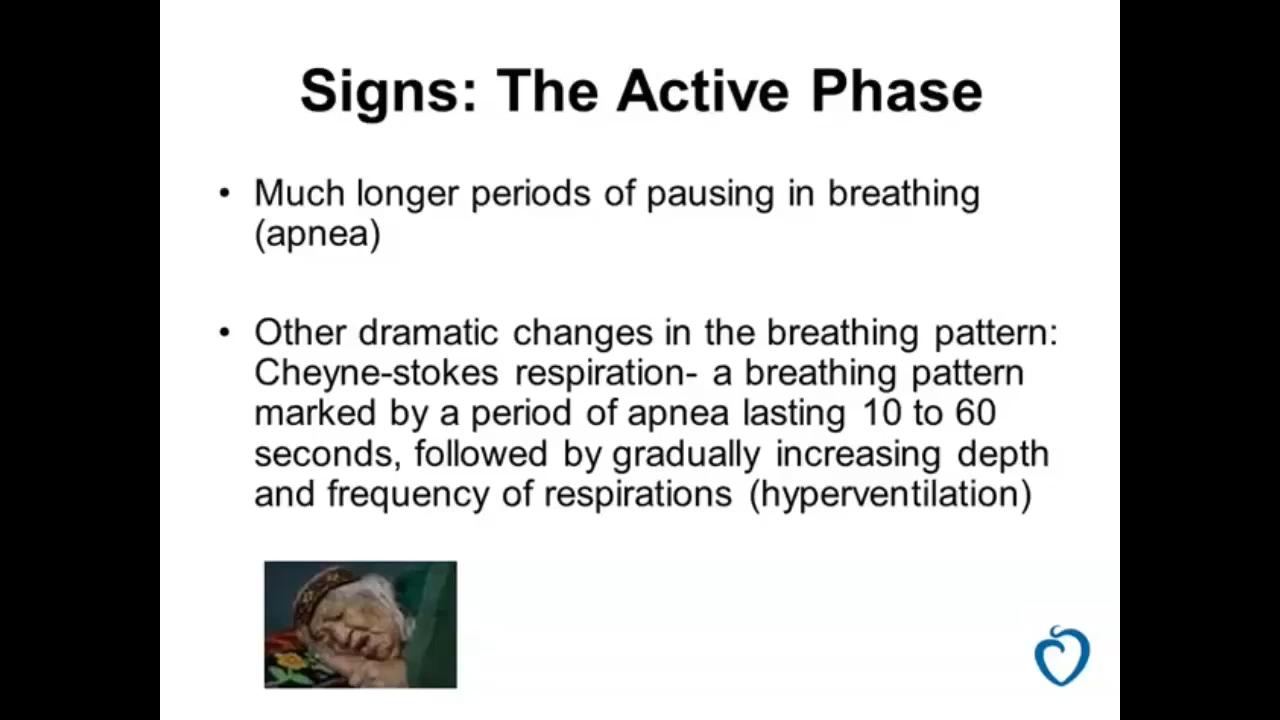 Signs: The Active Phase
• Much longer periods of pausing in breathing
(apnea)
• Other dramatic changes in the breathing pattern:
Cheyne-stokes respiration- a breathing pattern
marked by a period of apnea lasting 10 to 60
seconds, followed by gradually increasing depth
and frequency of respirations (hyperventilation)